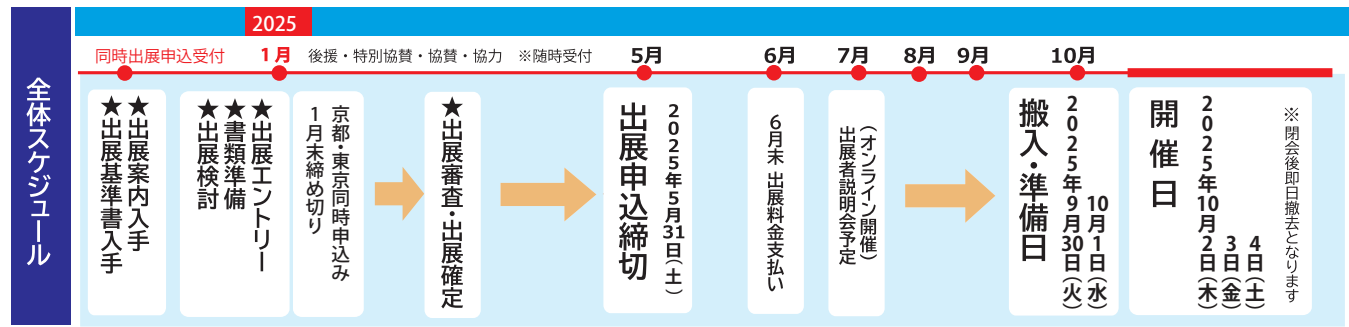 全体スケジュール
2025
同時出展申込受付
1月
後援・特別協賛・協賛・協力 ※随時受付
5月
6月
7月
8月
9月
10月
★出展案内入手
★出展基準書入手
★出展エントリー
★書類準備
★出展検討
京都・東京同時申込み
1月末締め切り
★出展審査・出展確定
出展申込締切
2025年5月31日(土)
6月末 出展料金支払い
(オンライン開催)
出展者説明会予定
搬入・準備日
2025年9月30日(火)
10月1日(水)
開催日
2025年10月2日(木)
3日(金)
4日(土)
※閉会後即日撤去となります